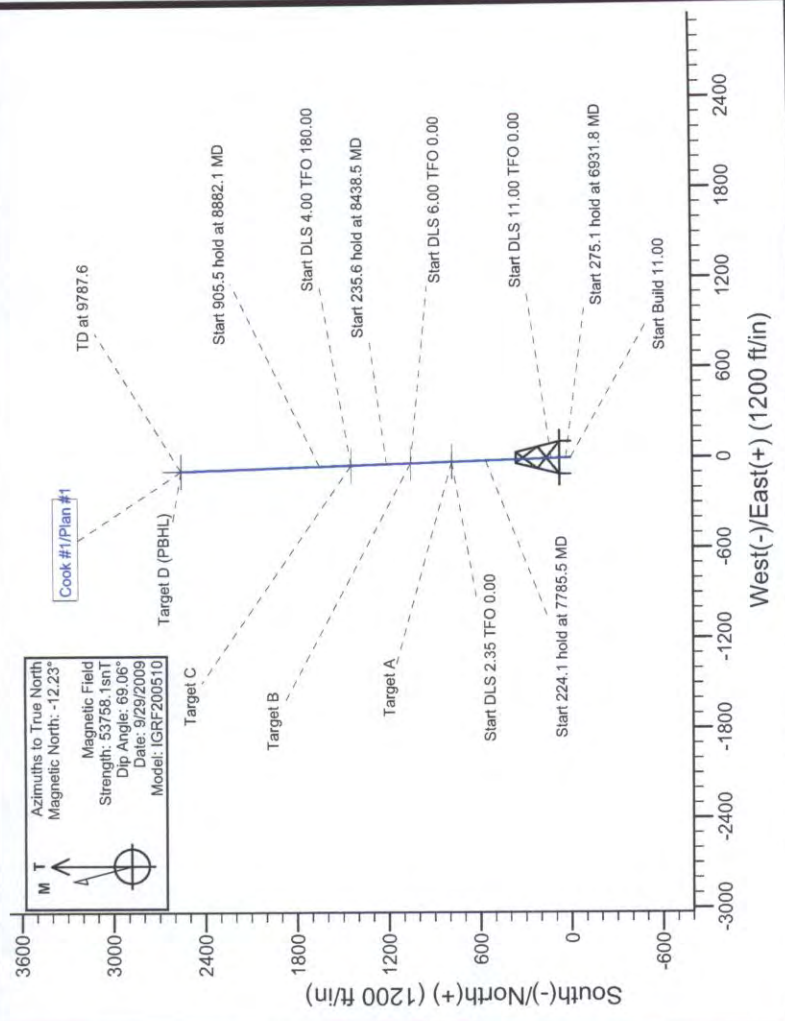 M T
Azimuths to True North
Magnetic North: -12.23°
Magnetic Field
Strength: 53758.1snT
Dip Angle: 69.06°
Date: 9/29/2009
Model: IGRF200510
Cook #1/Plan #1
TD at 9787.6
Target D (PBHL)
Start 905.5 hold at 8882.1 MD
Target C
Start DLS 4.00 TFO 180.00
Start 235.6 hold at 8438.5 MD
Target B
Start DLS 6.00 TFO 0.00
Target A
Start DLS 2.35 TFO 0.00
Start 224.1 hold at 7785.5 MD
Start DLS 11.00 TFO 0.00
Start 275.1 hold at 6931.8 MD
Start Build 11.00
3600
3000
2400
1800
1200
600
0
-600
South(-)/North(+) (1200 ft/in)
-3000
-2400
-1800
-1200
-600
0
600
1200
1800
2400
West(-)/East(+) (1200 ft/in)